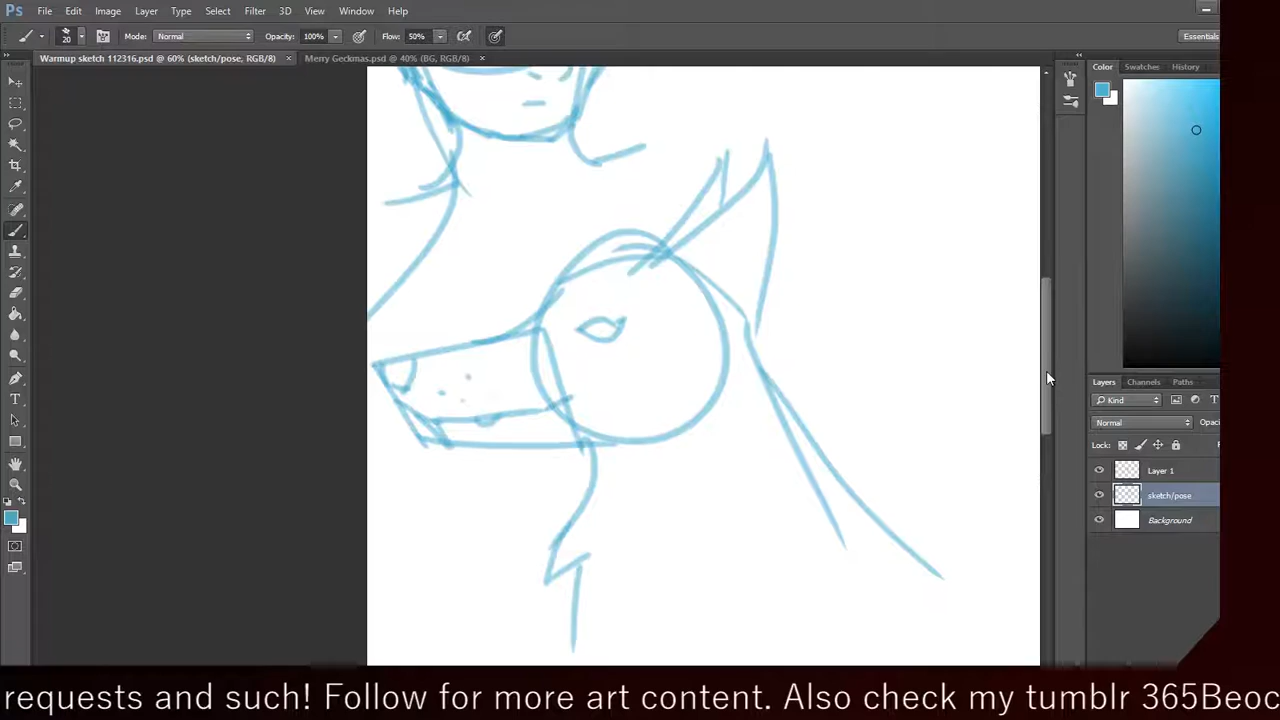 Ps File Edit Image Layer Type Select Filter 3D View Window Help
20 Mode: Normal Opacity: 100% Flow: 50% Essentials
Warmup sketch 112316.psd @ 60% (sketch/pose, RGB/8) × Merry Geckmas.psd @ 40% (BG, RGB/8) ×
Color Swatches History
Layers Channels Paths
Kind
Normal Opac
Lock: F
Layer 1
sketch/pose
Background
requests and such! Follow for more art content. Also check my tumblr 365Beoc